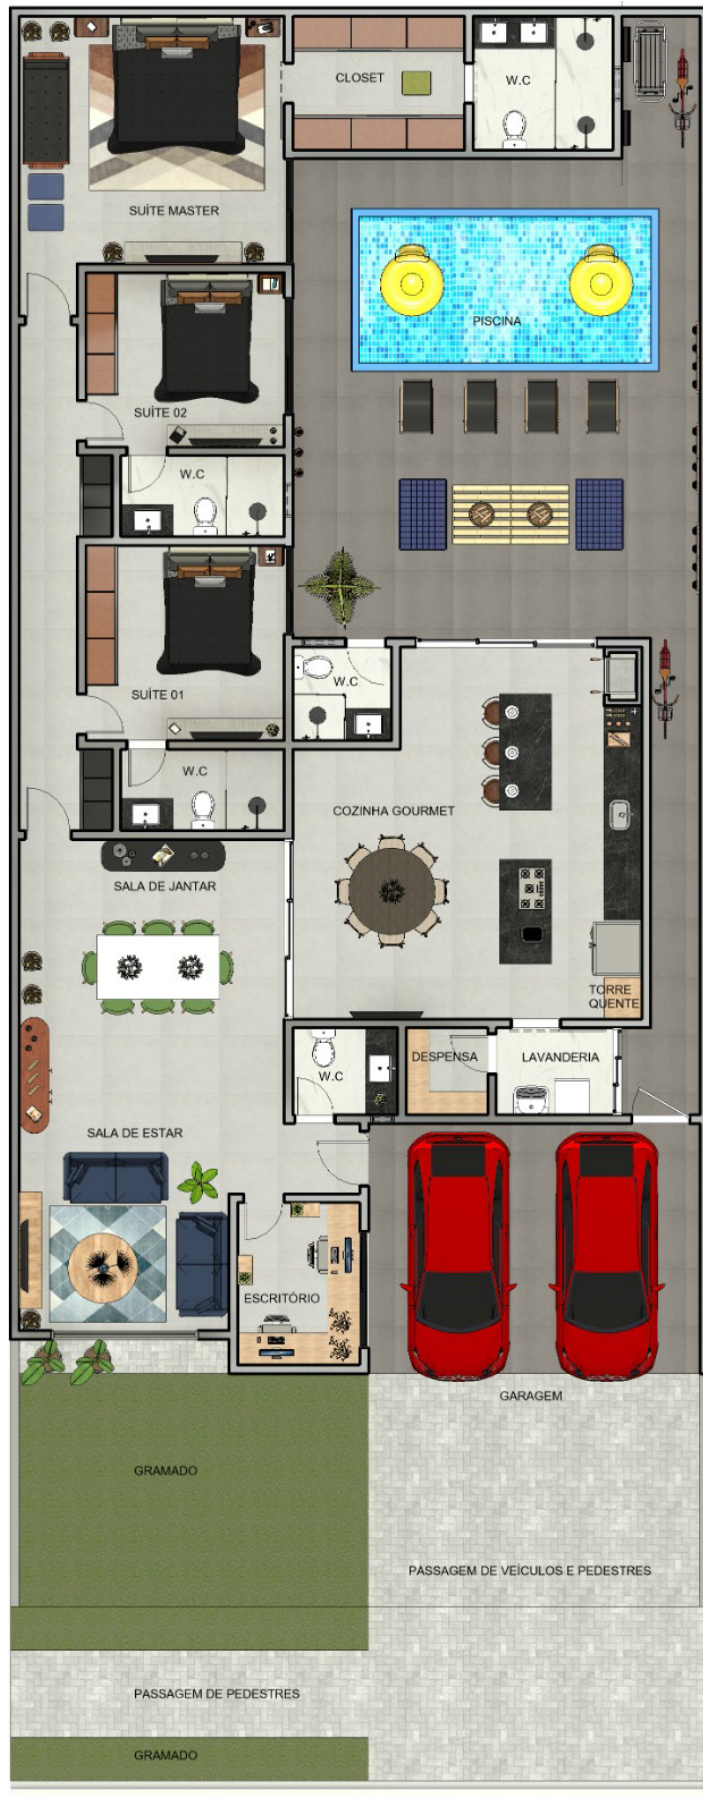 CLOSET
W.C
SUÍTE MASTER
PISCINA
SUÍTE 02
W.C
W.C
SUÍTE 01
W.C
COZINHA GOURMET
SALA DE JANTAR
TORRE
QUENTE
DESPENSA
LAVANDERIA
W.C
SALA DE ESTAR
ESCRITÓRIO
GARAGEM
GRAMADO
PASSAGEM DE VEÍCULOS E PEDESTRES
PASSAGEM DE PEDESTRES
GRAMADO